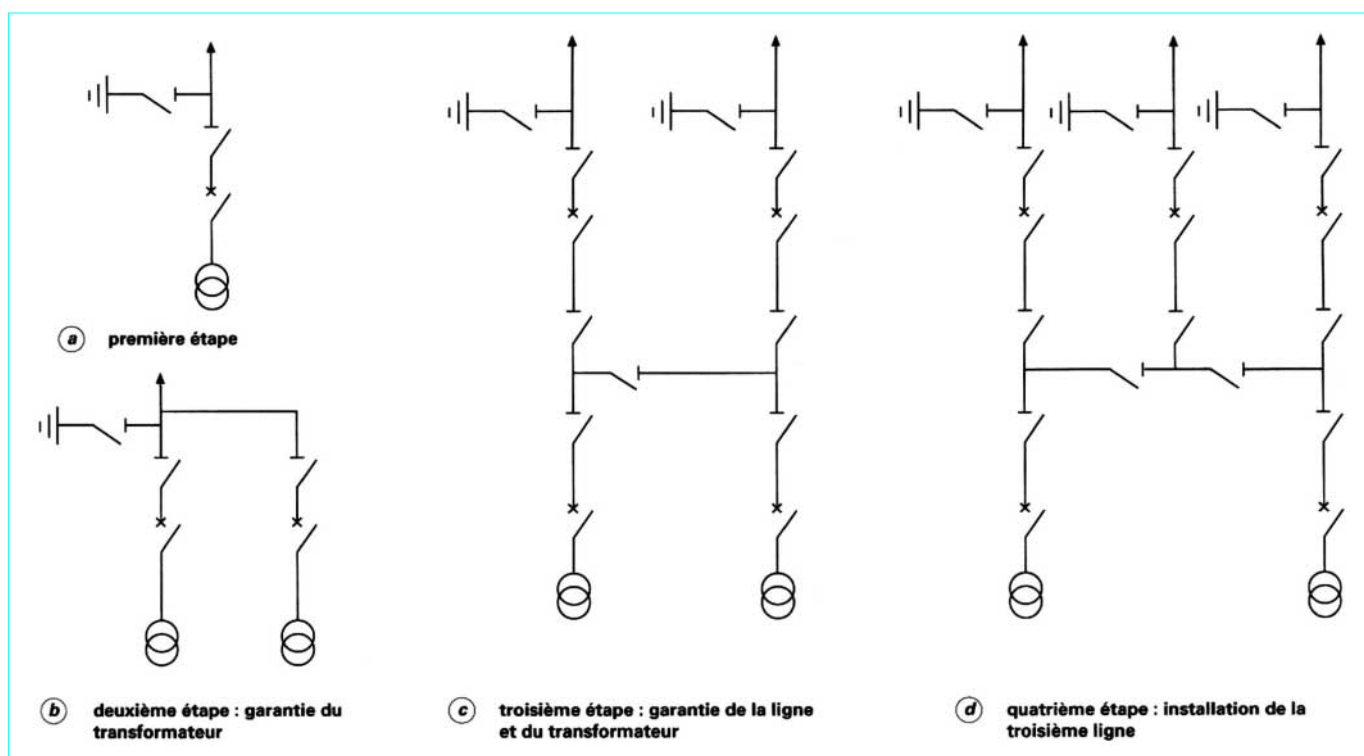 a première étape
b deuxième étape : garantie du
transformateur
c troisième étape : garantie de la ligne
et du transformateur
d quatrième étape : installation de la
troisième ligne